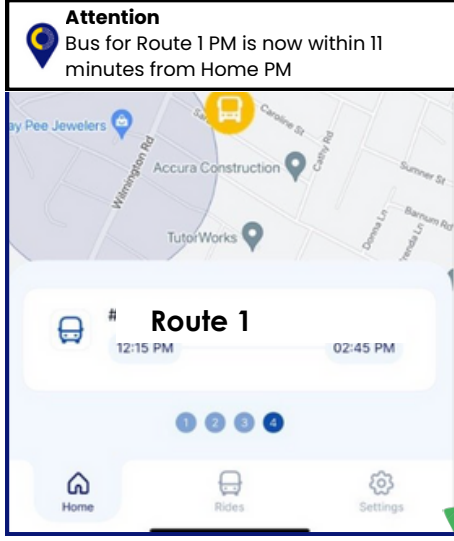 Attention
Bus for Route 1 PM is now within 11
minutes from Home PM
Caroline St
ay Pee Jewelers
Wilmington Rd
Accura Construction
Cathy Rd
Sumner St
TutorWorks
Donna Ln
Barnum Rd
#
Route 1
12:15 PM
02:45 PM
1 2 3 4
Home
Rides
Settings